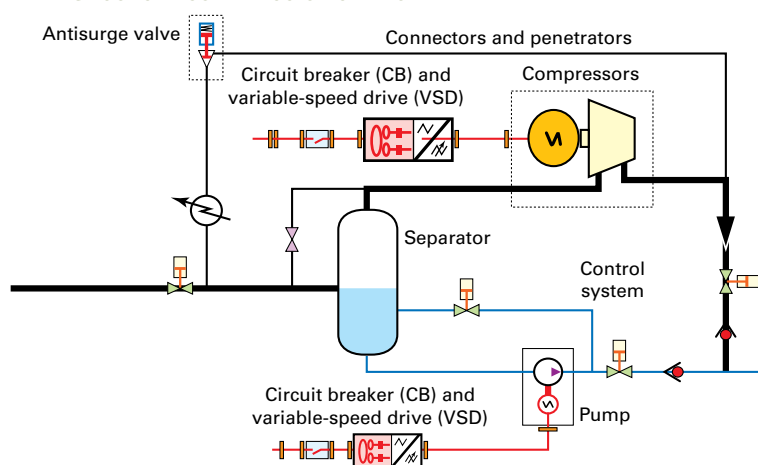 Antisurge valve
Connectors and penetrators
Circuit breaker (CB) and
variable-speed drive (VSD)
Compressors
Separator
Control
system
Circuit breaker (CB) and
variable-speed drive (VSD)
Pump